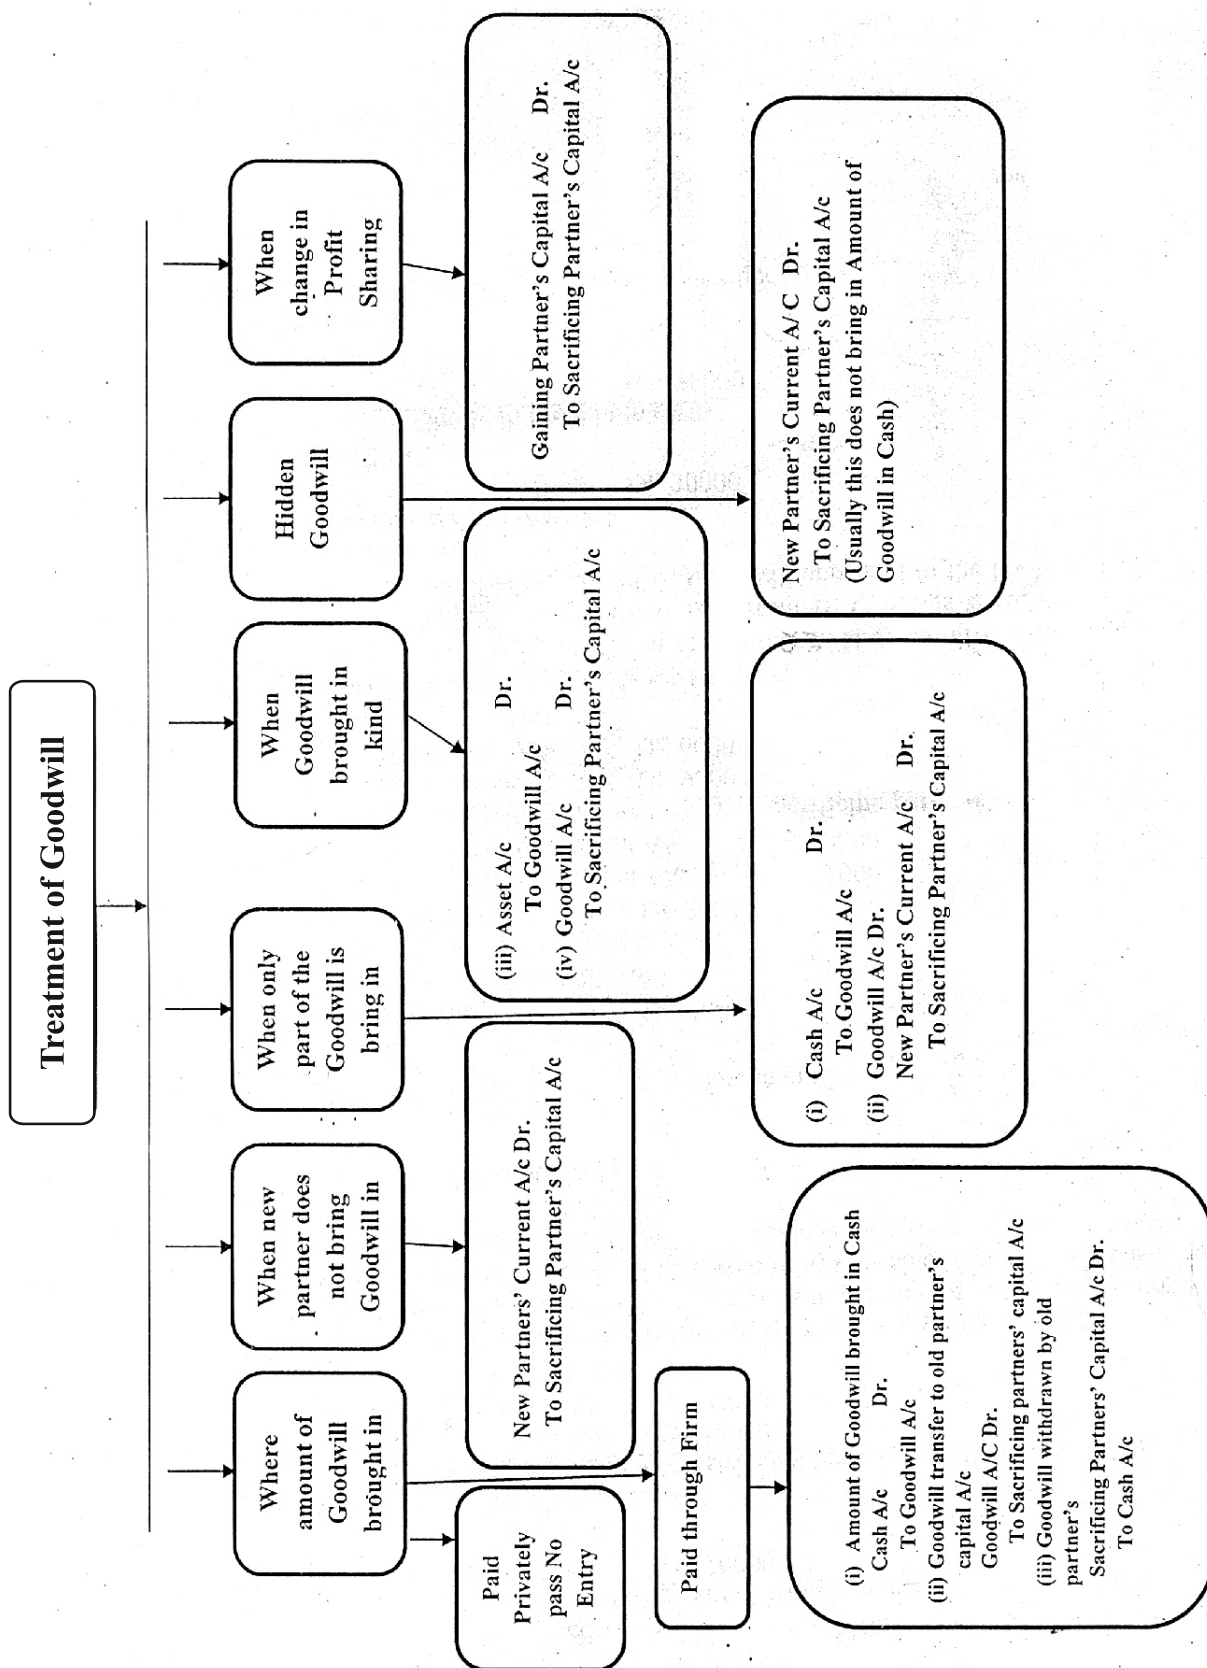 Treatment of Goodwill
Where
amount of
Goodwill
brought in
When new
partner does
not bring
Goodwill in
When only
part of the
Goodwill is
bring in
When
Goodwill
brought in
kind
Hidden
Goodwill
When
change in
Profit
Sharing
Paid
Privately
pass No
Entry
New Partners' Current A/c Dr.
To Sacrificing Partner's Capital A/c
(iii) Asset A/c Dr.
To Goodwill A/c
(iv) Goodwill A/c Dr.
To Sacrificing Partner's Capital A/c
Gaining Partner's Capital A/c Dr.
To Sacrificing Partner's Capital A/c
Paid through Firm
(i) Amount of Goodwill brought in Cash
Cash A/c Dr.
To Goodwill A/c
(ii) Goodwill transfer to old partner's
capital A/c
Goodwill A/C Dr.
To Sacrificing partners' capital A/c
(iii) Goodwill withdrawn by old
partner's
Sacrificing Partners' Capital A/c Dr.
To Cash A/c
(i) Cash A/c Dr.
To Goodwill A/c
(ii) Goodwill A/c Dr.
New Partner's Current A/c Dr.
To Sacrificing Partner's Capital A/c
New Partner's Current A/C Dr.
To Sacrificing Partner's Capital A/c
(Usually this does not bring in Amount of
Goodwill in Cash)